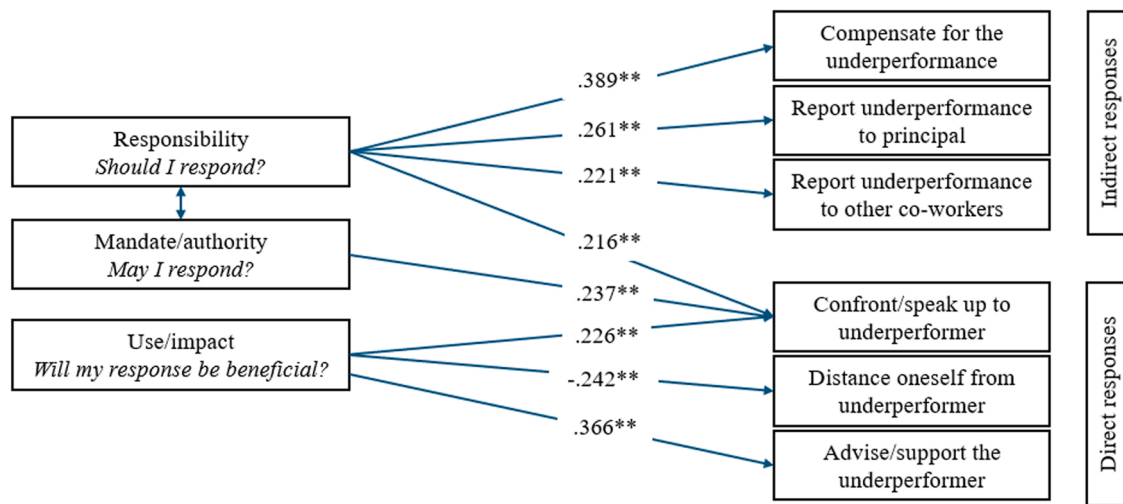 Responsibility
Should I respond?
Mandate/authority
May I respond?
Use/impact
Will my response be beneficial?
.389**
.261**
.221**
.216**
.237**
.226**
-.242**
.366**
Compensate for the
underperformance
Report underperformance
to principal
Report underperformance
to other co-workers
Confront/speak up to
underperformer
Distance oneself from
underperformer
Advise/support the
underperformer
Indirect responses
Direct responses